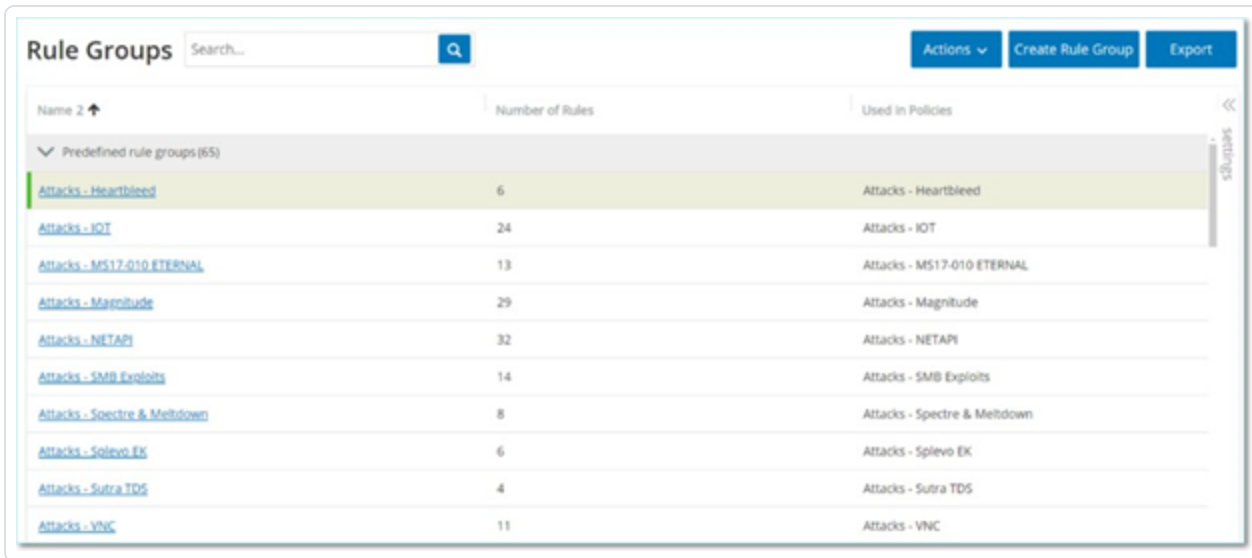 Rule Groups Search... Actions Create Rule Group Export
Name 2 Number of Rules Used in Policies
settings
Predefined rule groups (65)
Attacks - Heartbleed 6 Attacks - Heartbleed
Attacks - IOT 24 Attacks - IOT
Attacks - MS17-010 ETERNAL 13 Attacks - MS17-010 ETERNAL
Attacks - Magnitude 29 Attacks - Magnitude
Attacks - NETAPI 32 Attacks - NETAPI
Attacks - SMB Exploits 14 Attacks - SMB Exploits
Attacks - Spectre & Meltdown 8 Attacks - Spectre & Meltdown
Attacks - Splevo EK 6 Attacks - Splevo EK
Attacks - Sutra TDS 4 Attacks - Sutra TDS
Attacks - VNC 11 Attacks - VNC